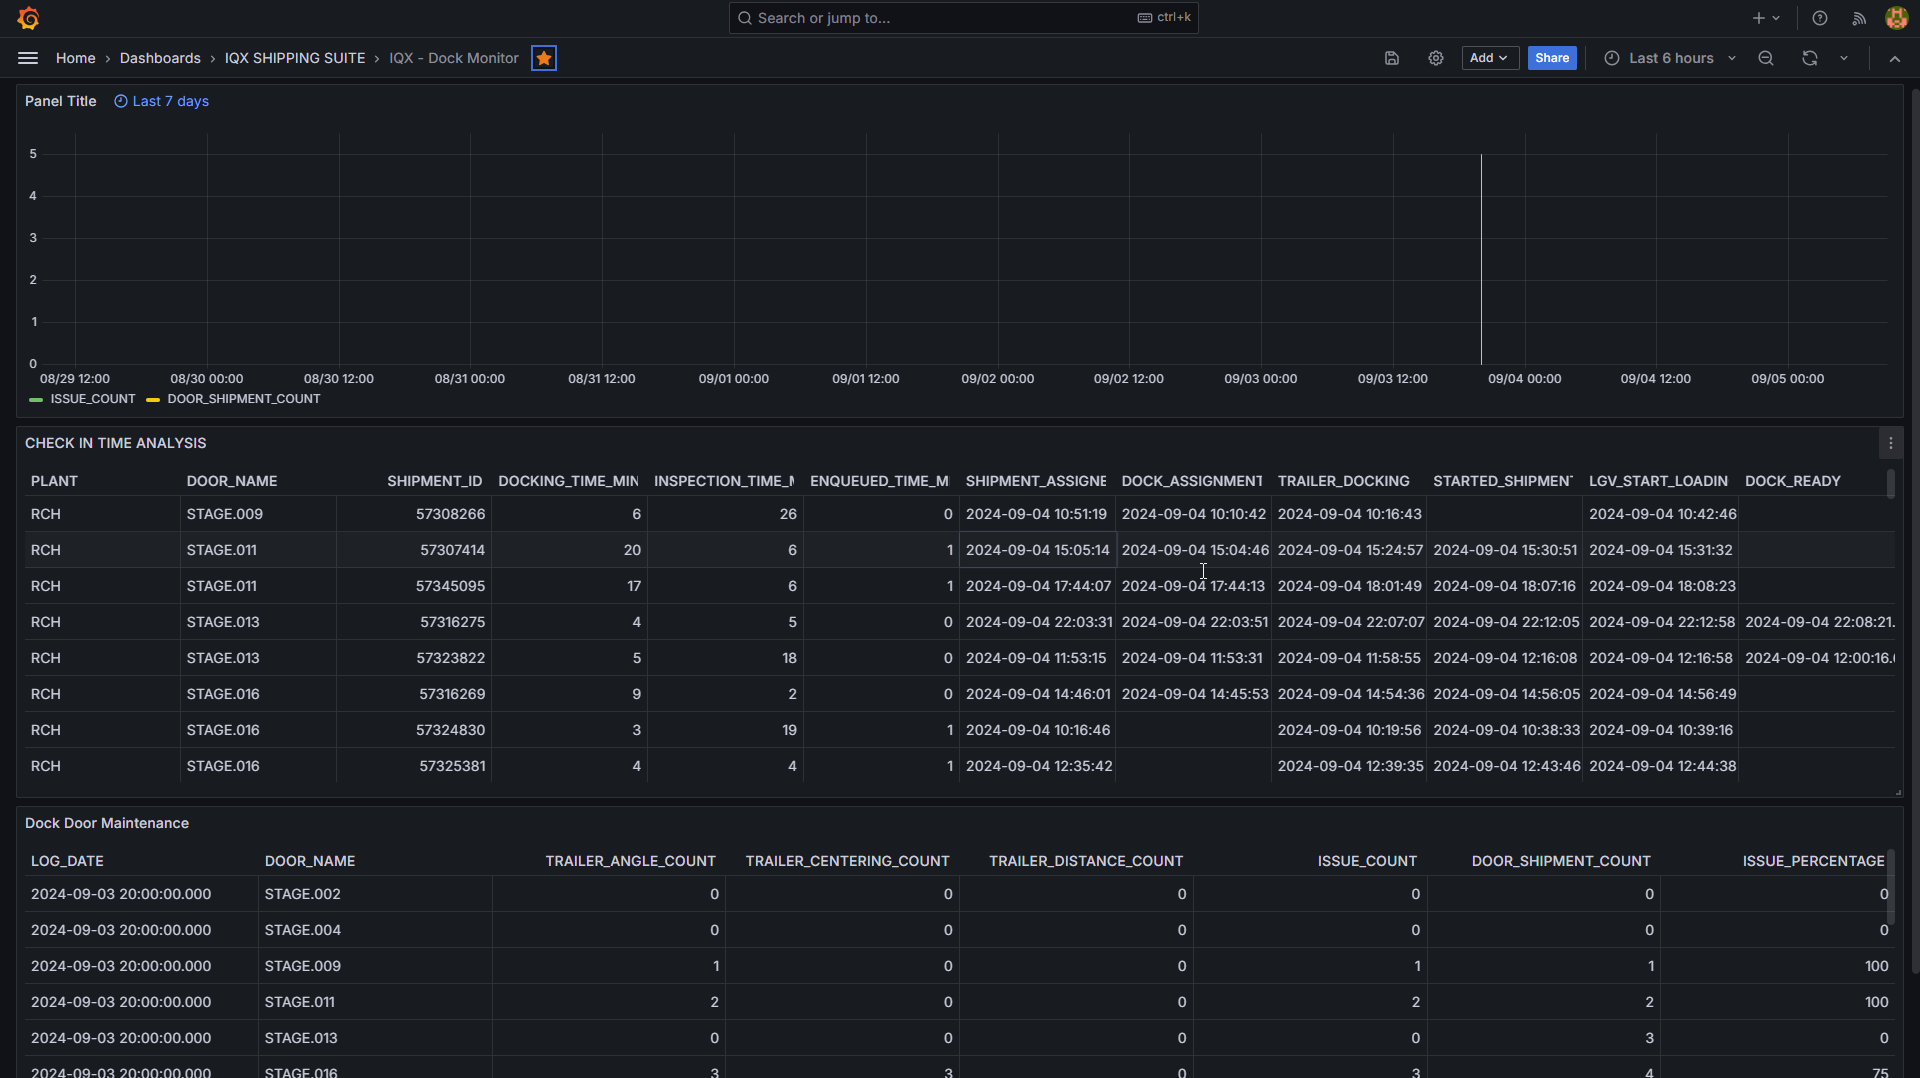 Search or jump to... ctrl+k
Home › Dashboards › IQX SHIPPING SUITE › IQX - Dock Monitor Add Share Last 6 hours
Panel Title Last 7 days
5
4
3
2
1
0
08/29 12:00 08/30 00:00 08/30 12:00 08/31 00:00 08/31 12:00 09/01 00:00 09/01 12:00 09/02 00:00 09/02 12:00 09/03 00:00 09/03 12:00 09/04 00:00 09/04 12:00 09/05 00:00
ISSUE_COUNT DOOR_SHIPMENT_COUNT
CHECK IN TIME ANALYSIS
PLANT DOOR_NAME SHIPMENT_ID DOCKING_TIME_MIN INSPECTION_TIME_ ENQUEUED_TIME_M SHIPMENT_ASSIGNE DOCK_ASSIGNMENT TRAILER_DOCKING STARTED_SHIPMEN LGV_START_LOADIN DOCK_READY
RCH STAGE.009 57308266 6 26 0 2024-09-04 10:51:19 2024-09-04 10:10:42 2024-09-04 10:16:43 2024-09-04 10:42:46
RCH STAGE.011 57307414 20 6 1 2024-09-04 15:05:14 2024-09-04 15:04:46 2024-09-04 15:24:57 2024-09-04 15:30:51 2024-09-04 15:31:32
RCH STAGE.011 57345095 17 6 1 2024-09-04 17:44:07 2024-09-04 17:44:13 2024-09-04 18:01:49 2024-09-04 18:07:16 2024-09-04 18:08:23
RCH STAGE.013 57316275 4 5 0 2024-09-04 22:03:31 2024-09-04 22:03:51 2024-09-04 22:07:07 2024-09-04 22:12:05 2024-09-04 22:12:58 2024-09-04 22:08:21.
RCH STAGE.013 57323822 5 18 0 2024-09-04 11:53:15 2024-09-04 11:53:31 2024-09-04 11:58:55 2024-09-04 12:16:08 2024-09-04 12:16:58 2024-09-04 12:00:16.
RCH STAGE.016 57316269 9 2 0 2024-09-04 14:46:01 2024-09-04 14:45:53 2024-09-04 14:54:36 2024-09-04 14:56:05 2024-09-04 14:56:49
RCH STAGE.016 57324830 3 19 1 2024-09-04 10:16:46 2024-09-04 10:19:56 2024-09-04 10:38:33 2024-09-04 10:39:16
RCH STAGE.016 57325381 4 4 1 2024-09-04 12:35:42 2024-09-04 12:39:35 2024-09-04 12:43:46 2024-09-04 12:44:38
Dock Door Maintenance
LOG_DATE DOOR_NAME TRAILER_ANGLE_COUNT TRAILER_CENTERING_COUNT TRAILER_DISTANCE_COUNT ISSUE_COUNT DOOR_SHIPMENT_COUNT ISSUE_PERCENTAGE
2024-09-03 20:00:00.000 STAGE.002 0 0 0 0 0 0
2024-09-03 20:00:00.000 STAGE.004 0 0 0 0 0 0
2024-09-03 20:00:00.000 STAGE.009 1 0 0 1 1 100
2024-09-03 20:00:00.000 STAGE.011 2 0 0 2 2 100
2024-09-03 20:00:00.000 STAGE.013 0 0 0 0 3 0
2024-09-03 20:00:00.000 STAGE.016 3 3 0 3 4 75